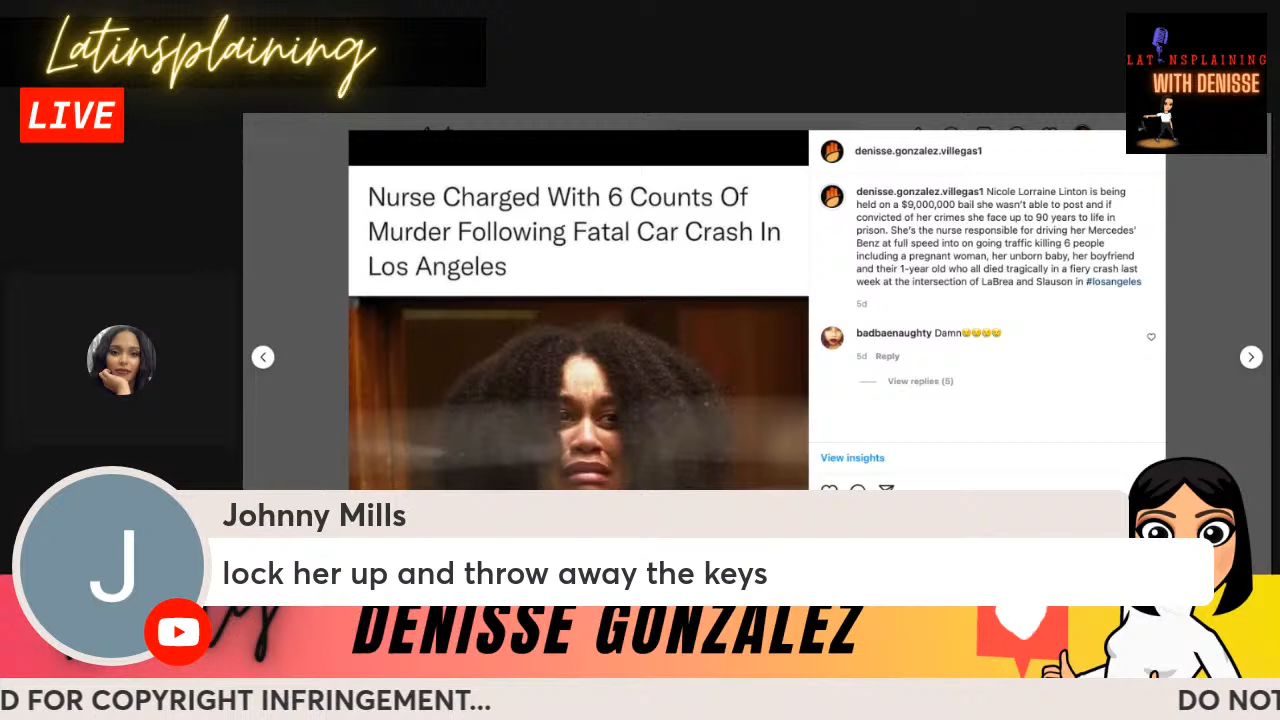 Latinsplaining
LIVE
LATINSPLAINING
WITH DENISSE
Nurse Charged With 6 Counts Of
Murder Following Fatal Car Crash In
Los Angeles
denisse.gonzalez.villegas1
denisse.gonzalez.villegas1 Nicole Lorraine Linton is being
held on a $9,000,000 bail she wasn't able to post and if
convicted of her crimes she face up to 90 years to life in
prison. She's the nurse responsible for driving her Mercedes'
Benz at full speed into on going traffic killing 6 people
including a pregnant woman, her unborn baby, her boyfriend
and their 1-year old who all died tragically in a fiery crash last
week at the intersection of LaBrea and Slauson in #losangeles
5d
badbaenaughty Damn😢😢😢😢
5d Reply
View replies (5)
View insights
J
Johnny Mills
lock her up and throw away the keys
DENISSE GONZALEZ
D FOR COPYRIGHT INFRINGEMENT... DO NOT